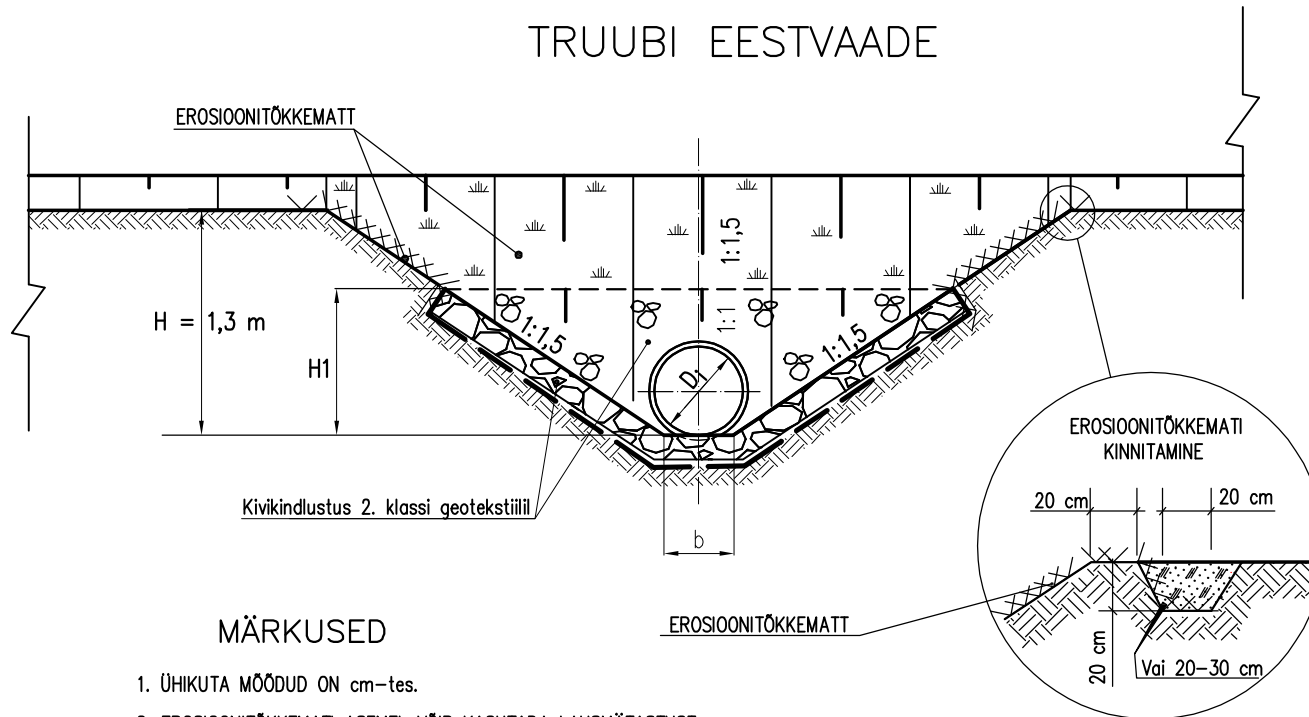 TRUUBI EESTVAADE
EROSIOONITÕKKEMATT
1:1,5
H = 1,3 m
H1
1:1,5
1:1
1:1,5
Di
EROSIOONITÕKKEMATI
KINNITAMINE
20 cm
20 cm
Kivikindlustus 2. klassi geotekstiilil
b
EROSIOONITÕKKEMATT
20 cm
Vai 20-30 cm
MÄRKUSED
1. ÜHIKUTA MÕÕDUD ON cm-tes.